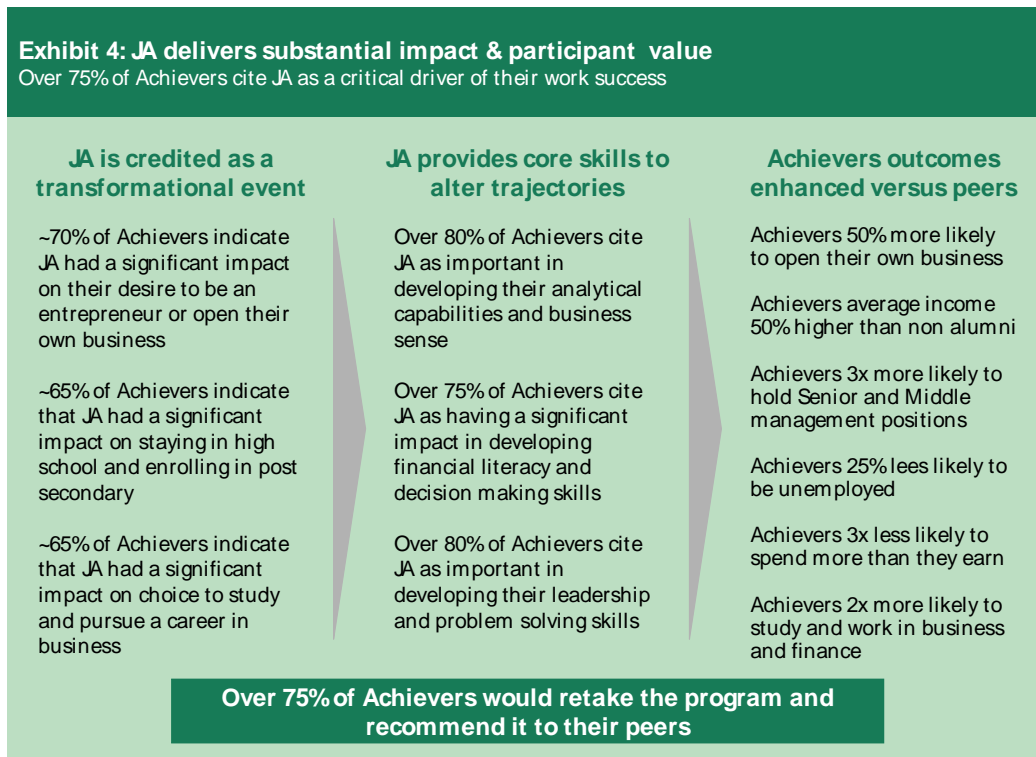 Exhibit 4: JA delivers substantial impact & participant value
Over 75% of Achievers cite JA as a critical driver of their work success
JA is credited as a
transformational event
~70% of Achievers indicate
JA had a significant impact
on their desire to be an
entrepreneur or open their
own business
~65% of Achievers indicate
that JA had a significant
impact on staying in high
school and enrolling in post
secondary
~65% of Achievers indicate
that JA had a significant
impact on choice to study
and pursue a career in
business
JA provides core skills to
alter trajectories
Over 80% of Achievers cite
JA as important in
developing their analytical
capabilities and business
sense
Over 75% of Achievers cite
JA as having a significant
impact in developing
financial literacy and
decision making skills
Over 80% of Achievers cite
JA as important in
developing their leadership
and problem solving skills
Achievers outcomes
enhanced versus peers
Achievers 50% more likely
to open their own business
Achievers average income
50% higher than non alumni
Achievers 3x more likely to
hold Senior and Middle
management positions
Achievers 25% lees likely to
be unemployed
Achievers 3x less likely to
spend more than they earn
Achievers 2x more likely to
study and work in business
and finance
Over 75% of Achievers would retake the program and
recommend it to their peers